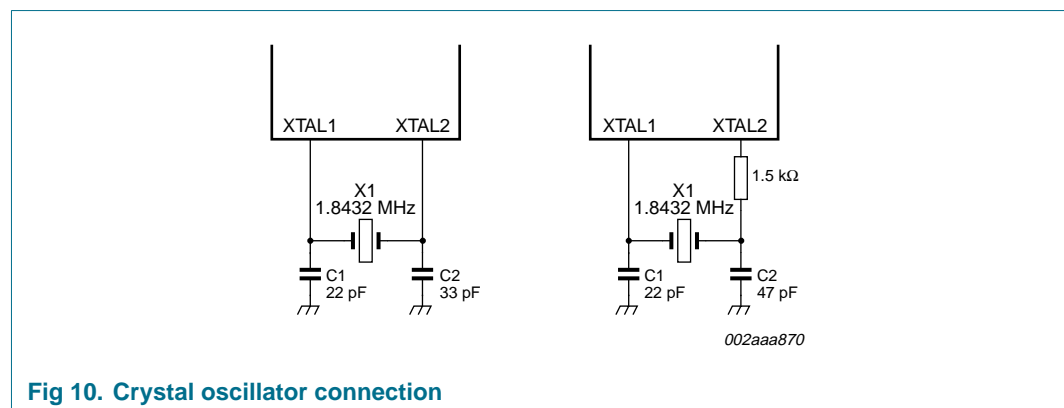 XTAL1 XTAL2
X1
1.8432 MHz
C1
22 pF
C2
33 pF
XTAL1 XTAL2
1.5 kΩ
X1
1.8432 MHz
C1
22 pF
C2
47 pF
002aaa870
Fig 10. Crystal oscillator connection